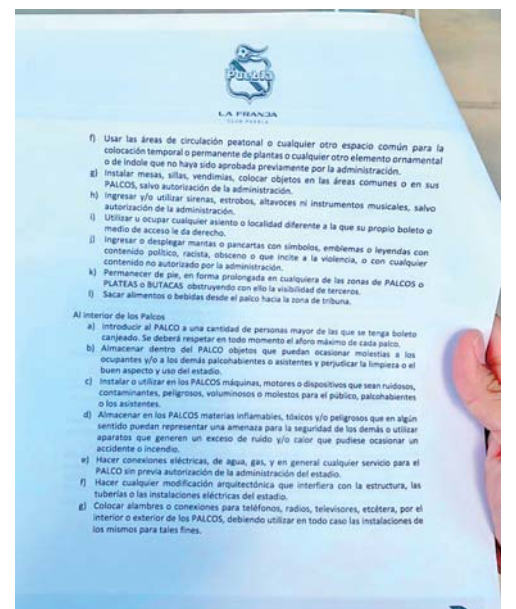 Puebla
LA FRANJA
CLUB PUEBLA
f) Usar las áreas de circulación peatonal o cualquier otro espacio común para la
colocación temporal o permanente de plantas o cualquier otro elemento ornamental
o de índole que no haya sido aprobada previamente por la administración.
g) Instalar mesas, sillas, vendimias, colocar objetos en las áreas comunes o en sus
PALCOS, salvo autorización de la administración.
h) Ingresar y/o utilizar sirenas, estrobos, altavoces ni instrumentos musicales, salvo
autorización de la administración.
i) Utilizar u ocupar cualquier asiento o localidad diferente a la que su propio boleto o
medio de acceso le da derecho.
j) Ingresar o desplegar mantas o pancartas con símbolos, emblemas o leyendas con
contenido político, racista, obsceno o que incite a la violencia, o con cualquier
contenido no autorizado por la administración.
k) Permanecer de pie, en forma prolongada en cualquiera de las zonas de PALCOS o
PLATEAS o BUTACAS obstruyendo con ello la visibilidad de terceros.
l) Sacar alimentos o bebidas desde el palco hacia la zona de tribuna.
Al interior de los Palcos
a) Introducir al PALCO a una cantidad de personas mayor de las que se tenga boleto
canjeado. Se deberá respetar en todo momento el aforo máximo de cada palco.
b) Almacenar dentro del PALCO objetos que puedan ocasionar molestias a los
ocupantes y/o a los demás palcohabientes o asistentes y perjudicar la limpieza o el
buen aspecto y uso del estadio.
c) Instalar o utilizar en los PALCOS máquinas, motores o dispositivos que sean ruidosos,
contaminantes, peligrosos, voluminosos o molestos para el público, palcohabientes
o los asistentes.
d) Almacenar en los PALCOS materias inflamables, tóxicos y/o peligrosos que en algún
sentido puedan representar una amenaza para la seguridad de los demás o utilizar
aparatos que generen un exceso de ruido y/o calor que pudiese ocasionar un
accidente o incendio.
e) Hacer conexiones eléctricas, de agua, gas, y en general cualquier servicio para el
PALCO sin previa autorización de la administración del estadio.
f) Hacer cualquier modificación arquitectónica que interfiera con la estructura, las
tuberías o las instalaciones eléctricas del estadio.
g) Colocar alambres o conexiones para teléfonos, radios, televisores, etcétera, por el
interior o exterior de los PALCOS, debiendo utilizar en todo caso las instalaciones de
los mismos para tales fines.